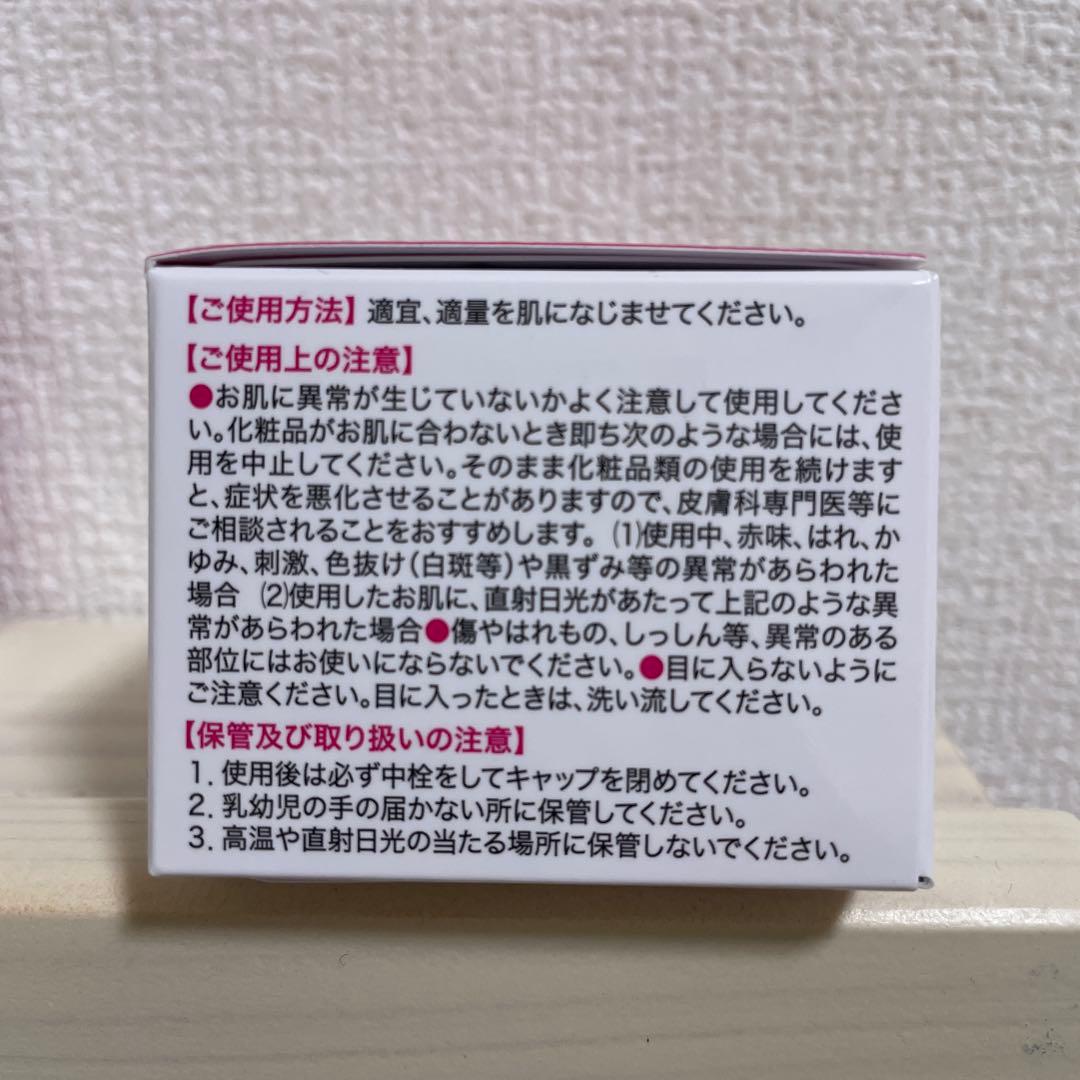 【ご使用方法】適宜、適量を肌になじませてください。
【ご使用上の注意】
●お肌に異常が生じていないかよく注意して使用してくださ
い。化粧品がお肌に合わないとき即ち次のような場合には、使
用を中止してください。そのまま化粧品類の使用を続けます
と、症状を悪化させることがありますので、皮膚科専門医等に
ご相談されることをおすすめします。(1)使用中、赤味、はれ、か
ゆみ、刺激、色抜け(白斑等)や黒ずみ等の異常があらわれた
場合 (2)使用したお肌に、直射日光があたって上記のような異
常があらわれた場合●傷やはれもの、しっしん等、異常のある
部位にはお使いにならないでください。●目に入らないように
ご注意ください。目に入ったときは、洗い流してください。
【保管及び取り扱いの注意】
1. 使用後は必ず中栓をしてキャップを閉めてください。
2. 乳幼児の手の届かない所に保管してください。
3. 高温や直射日光の当たる場所に保管しないでください。